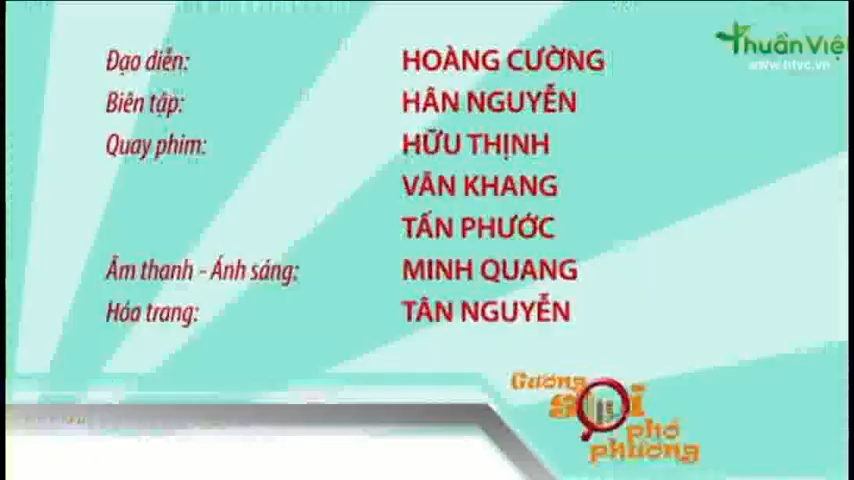 Đạo diễn: HOÀNG CƯỜNG
Biên tập: HÂN NGUYỄN
Quay phim: HỮU THỊNH
VĂN KHANG
TẤN PHƯỚC
Âm thanh - Ánh sáng: MINH QUANG
Hóa trang: TÂN NGUYỄN
Thuần Việt
www.htvc.vn
Gương
soi
phố
phường